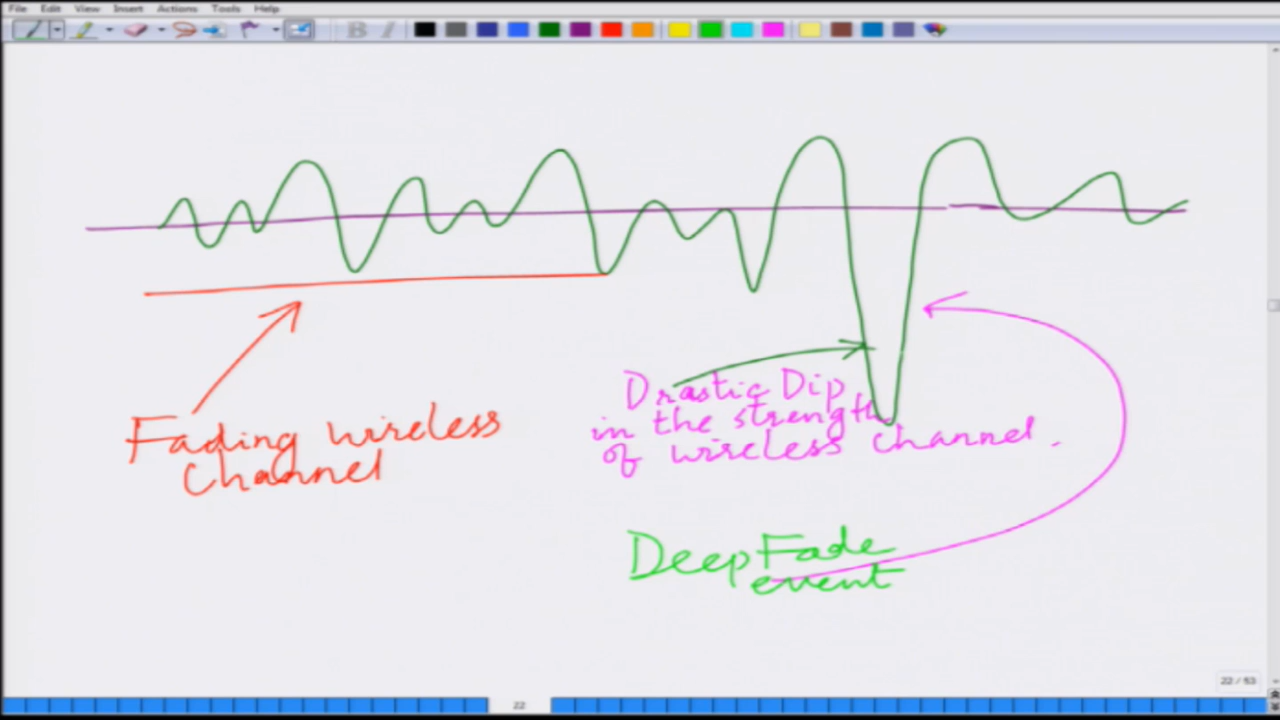 File Edit View Insert Actions Tools Help
B I
Fading wireless
Channel
Drastic Dip
in the strength
of wireless channel.
Deep Fade
event
22 / 53
22